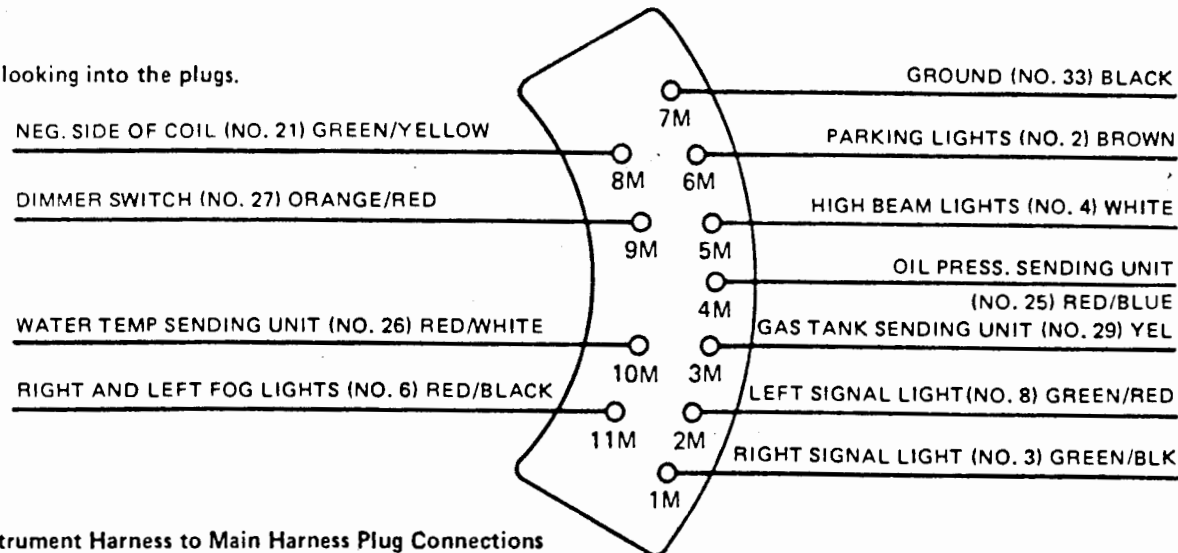 looking into the plugs.
GROUND (NO. 33) BLACK
7M
NEG. SIDE OF COIL (NO. 21) GREEN/YELLOW
PARKING LIGHTS (NO. 2) BROWN
8M
6M
DIMMER SWITCH (NO. 27) ORANGE/RED
HIGH BEAM LIGHTS (NO. 4) WHITE
9M
5M
OIL PRESS. SENDING UNIT
4M
(NO. 25) RED/BLUE
WATER TEMP SENDING UNIT (NO. 26) RED/WHITE
GAS TANK SENDING UNIT (NO. 29) YEL
10M
3M
RIGHT AND LEFT FOG LIGHTS (NO. 6) RED/BLACK
LEFT SIGNAL LIGHT(NO. 8) GREEN/RED
11M
2M
RIGHT SIGNAL LIGHT (NO. 3) GREEN/BLK
1M
trument Harness to Main Harness Plug Connections